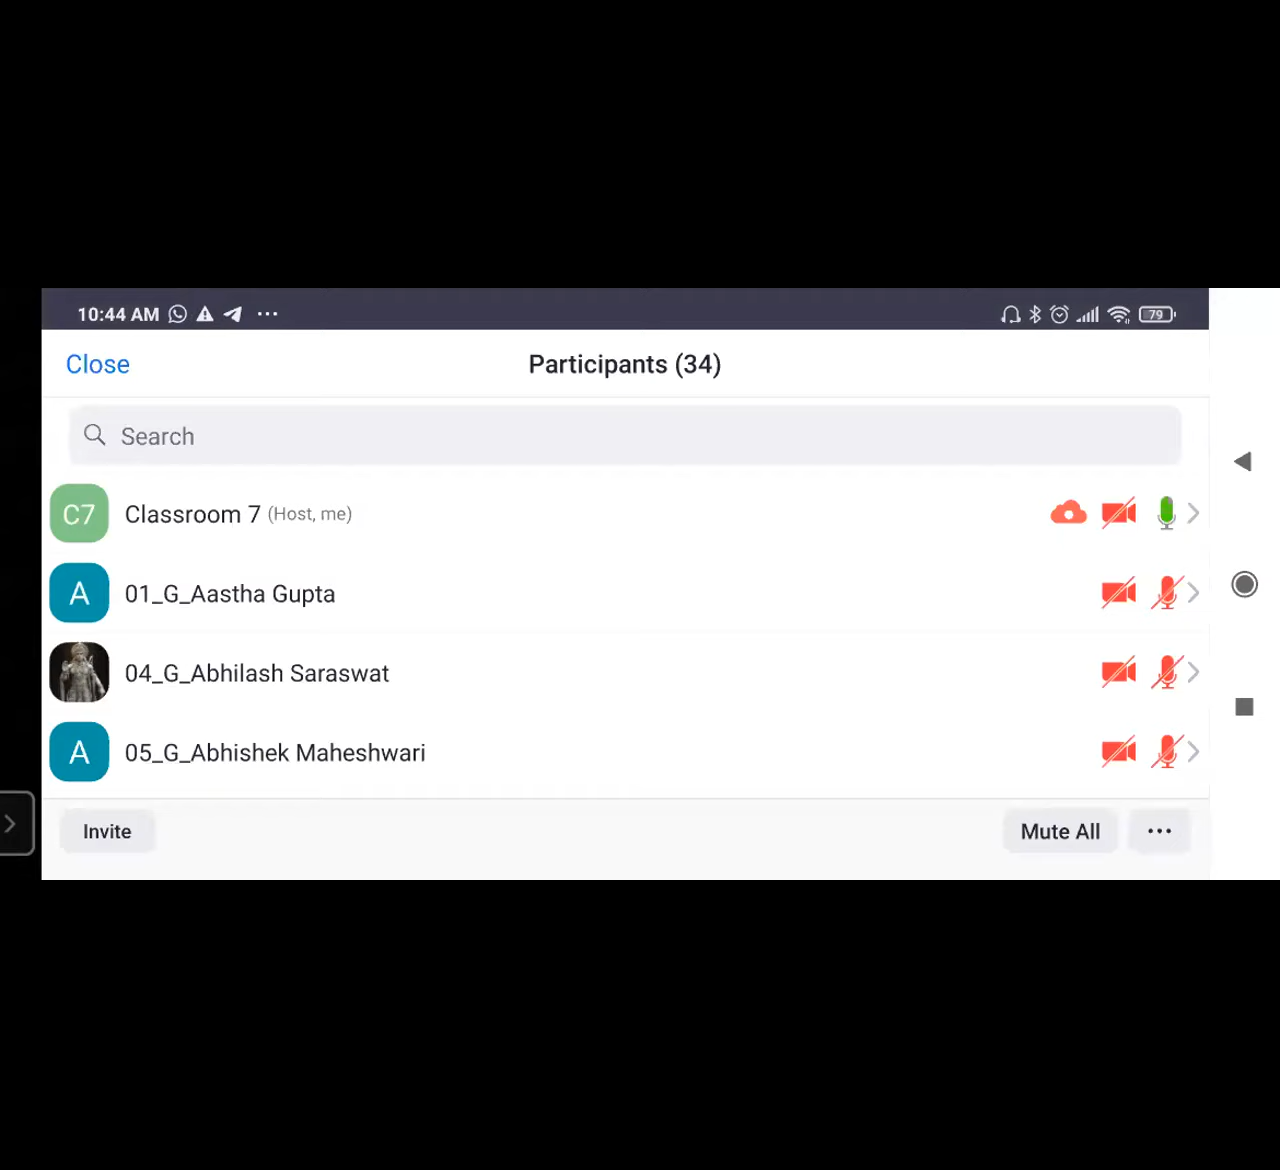 10:44 AM ... 79
Close Participants (34)
Search
C7 Classroom 7 (Host, me)
A 01_G_Aastha Gupta
04_G_Abhilash Saraswat
A 05_G_Abhishek Maheshwari
Invite Mute All ...